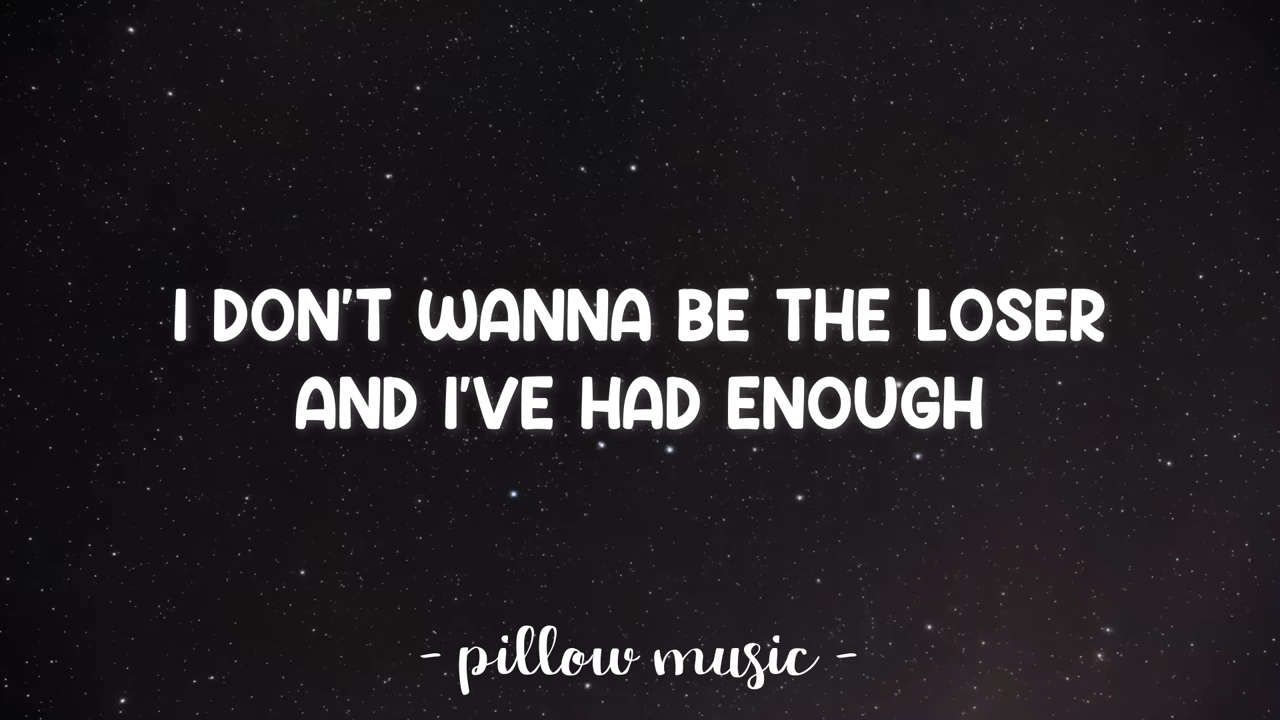 I DON'T WANNA BE THE LOSER
AND I'VE HAD ENOUGH
- pillow music -